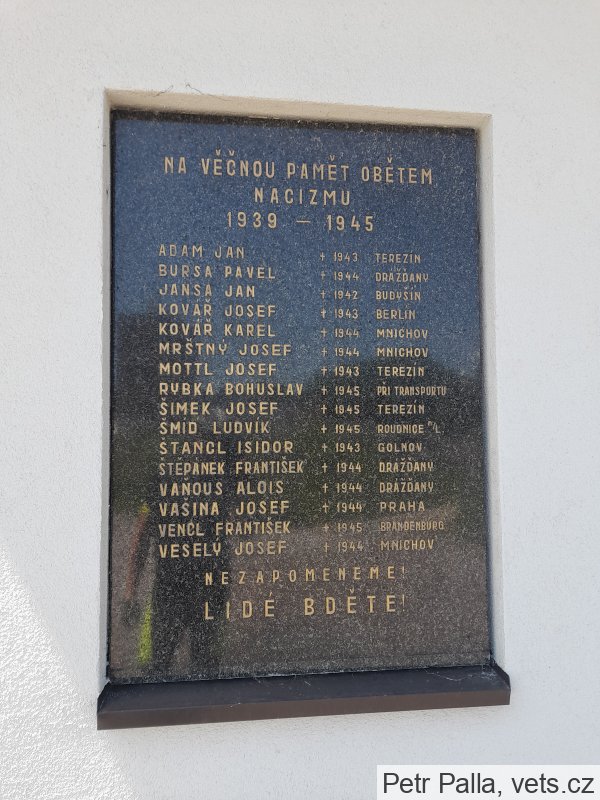 NA VĚČNOU PAMĚT OBĚTEM
NACIZMU
1939 – 1945
ADAM JAN † 1943 TEREZÍN
BURSA PAVEL † 1944 DRÁŽĎANY
JANSA JAN † 1942 BUDYŠÍN
KOVÁŘ JOSEF † 1943 BERLÍN
KOVÁŘ KAREL † 1944 MNICHOV
MRŠTNÝ JOSEF † 1944 MNICHOV
MOTTL JOSEF † 1943 TEREZÍN
RYBKA BOHUSLAV † 1945 PŘI TRANSPORTU
ŠIMEK JOSEF † 1945 TEREZÍN
ŠMÍD LUDVÍK † 1945 ROUDNICE n/L.
ŠTANCL ISIDOR † 1943 GOLNOV
ŠTĚPÁNEK FRANTIŠEK † 1944 DRÁŽĎANY
VAŇOUS ALOIS † 1944 DRÁŽĎANY
VAŠINA JOSEF † 1944 PRAHA
VENCL FRANTIŠEK † 1945 BRANDENBURG
VESELÝ JOSEF † 1944 MNICHOV
NEZAPOMENEME!
LIDÉ BDĚTE!
Petr Palla, vets.cz